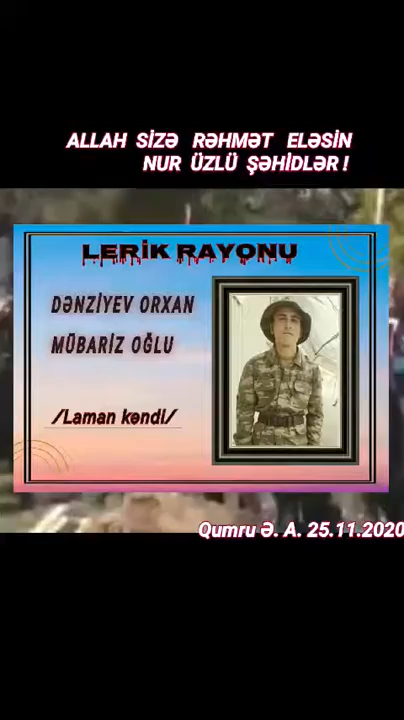 ALLAH SİZƏ RƏHMƏT ELƏSİN
NUR ÜZLÜ ŞƏHİDLƏR !
LERİK RAYONU
DƏNZİYEV ORXAN
MÜBARİZ OĞLU
/Laman kəndi/
Qumru Ə. A. 25.11.2020